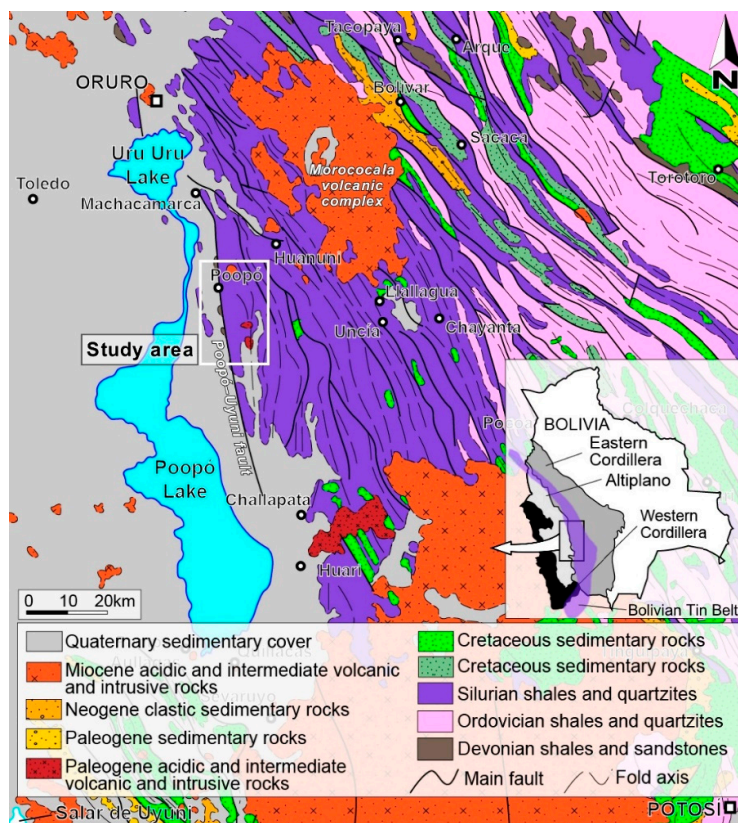 Tacopaya
Arque
N
ORURO
Bolivar
Uru Uru
Lake
Sacaca
Morococala
volcanic
complex
Torotoro
Toledo
Machacamarca
Huanuni
Poopó
Llallagua
Uncia
Chayanta
Study area
Poopó-Uyuni fault
Colquechaca
BOLIVIA
Eastern
Cordillera
Altiplano
Poopó
Lake
Western
Cordillera
Challapata
Huari
0 10 20km
Bolivian Tin Belt
Quaternary sedimentary cover
Miocene acidic and intermediate volcanic
and intrusive rocks
Neogene clastic sedimentary rocks
Paleogene sedimentary rocks
Paleogene acidic and intermediate
volcanic and intrusive rocks
Cretaceous sedimentary rocks
Cretaceous sedimentary rocks
Silurian shales and quartzites
Ordovician shales and quartzites
Devonian shales and sandstones
Main fault
Fold axis
Salar de Uyuni
POTOSÍ